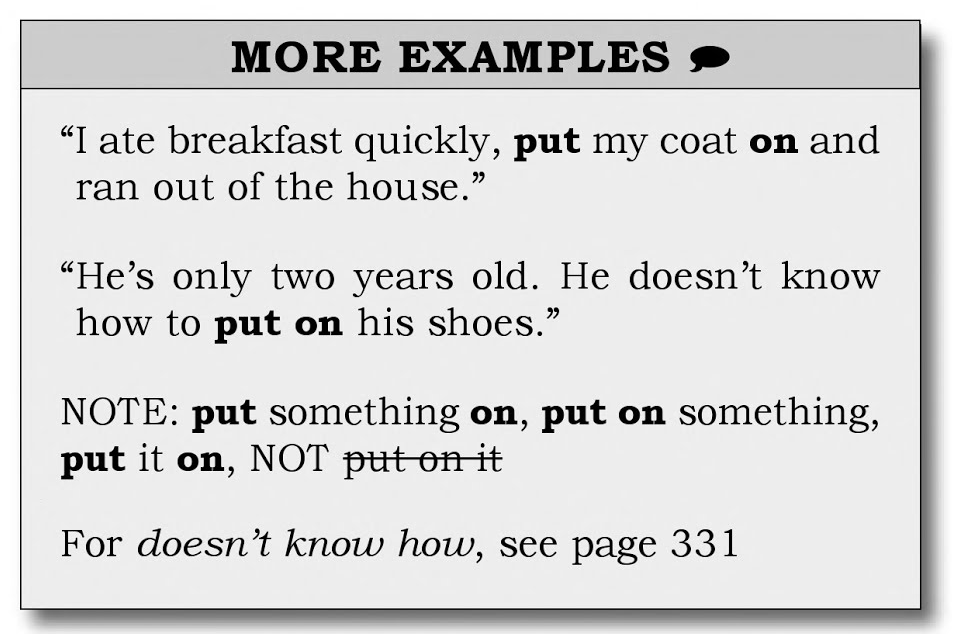 MORE EXAMPLES
“I ate breakfast quickly, put my coat on and
ran out of the house.”
“He’s only two years old. He doesn’t know
how to put on his shoes.”
NOTE: put something on, put on something,
put it on, NOT put on it
For doesn’t know how, see page 331